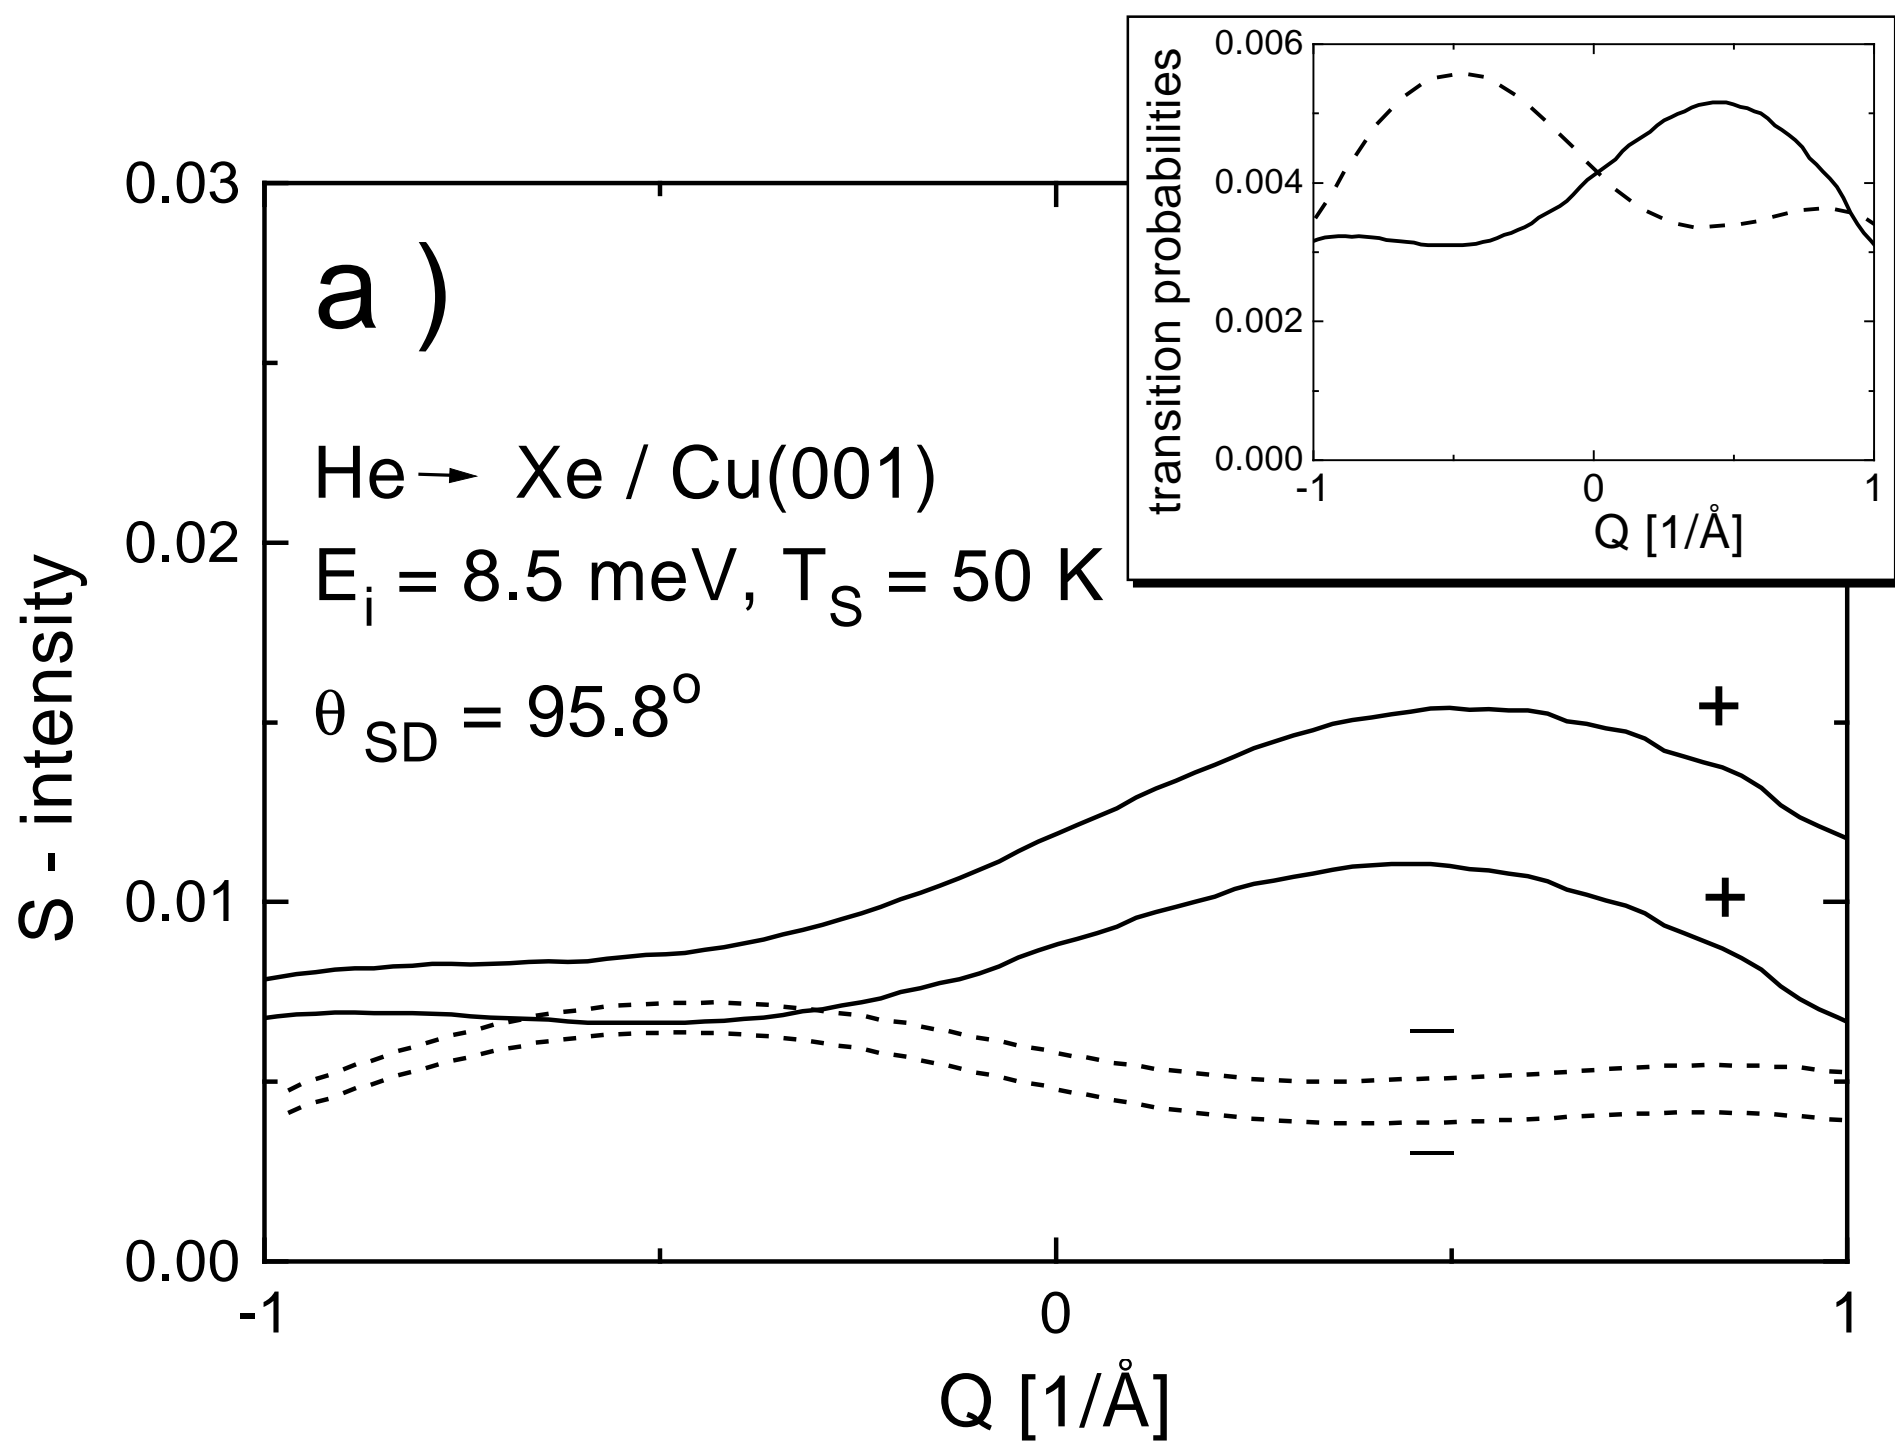 0.006
0.004
0.002
0.000
transition probabilities
-1 0 1
Q [1/Å]
0.03
0.02
0.01
0.00
S - intensity
a )
He → Xe / Cu(001)
E_i = 8.5 meV, T_S = 50 K
θ_SD = 95.8°
+
+
−
−
-1 0 1
Q [1/Å]